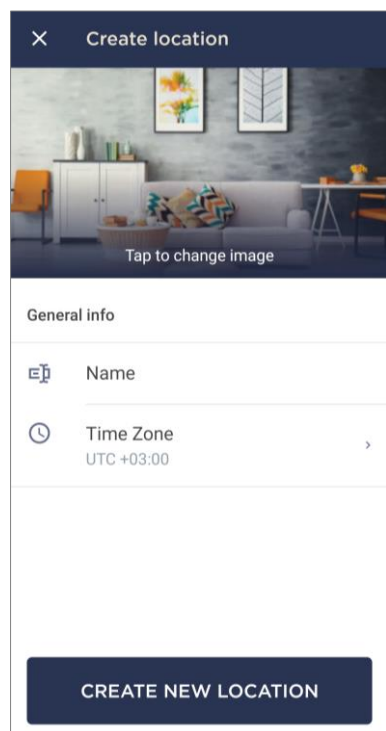 Create location
Tap to change image
General info
Name
Time Zone
UTC +03:00
CREATE NEW LOCATION